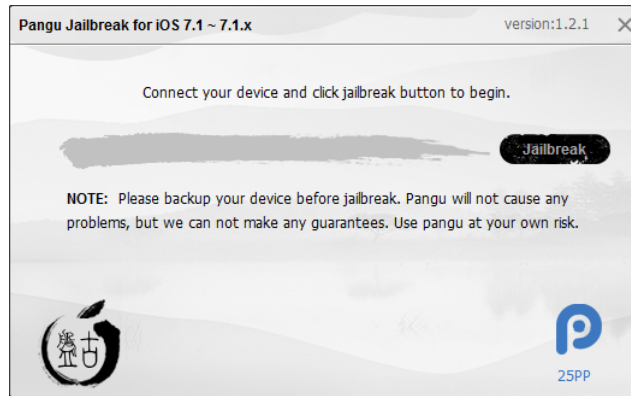 Pangu Jailbreak for iOS 7.1 ~ 7.1.x
version:1.2.1
Connect your device and click jailbreak button to begin.
Jailbreak
NOTE: Please backup your device before jailbreak. Pangu will not cause any
problems, but we can not make any guarantees. Use pangu at your own risk.
盤古
25PP